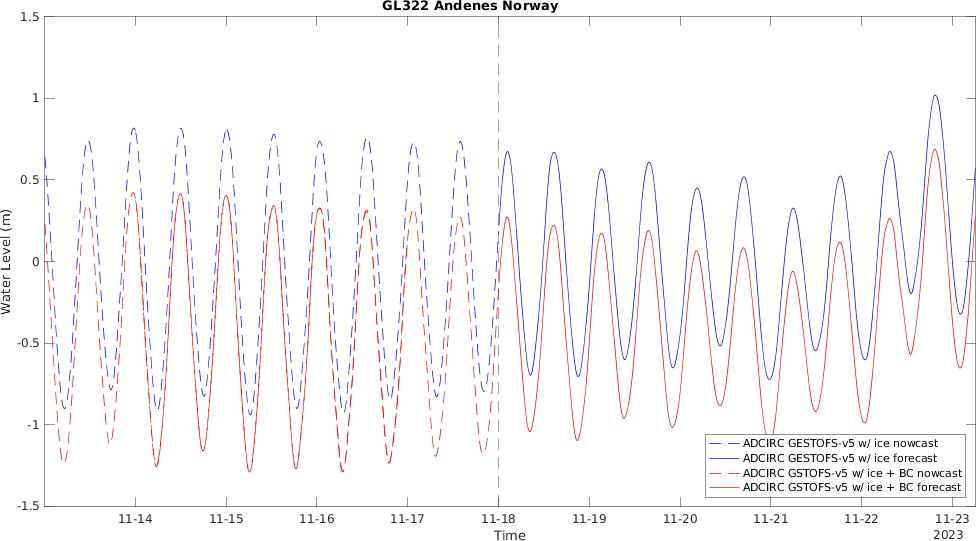 GL322 Andenes Norway
1.5
1
0.5
0
-0.5
-1
-1.5
Water Level (m)
11-14 11-15 11-16 11-17 11-18 11-19 11-20 11-21 11-22 11-23
Time
2023
ADCIRC GESTOFS-v5 w/ ice nowcast
ADCIRC GESTOFS-v5 w/ ice forecast
ADCIRC GSTOFS-v5 w/ ice + BC nowcast
ADCIRC GSTOFS-v5 w/ ice + BC forecast